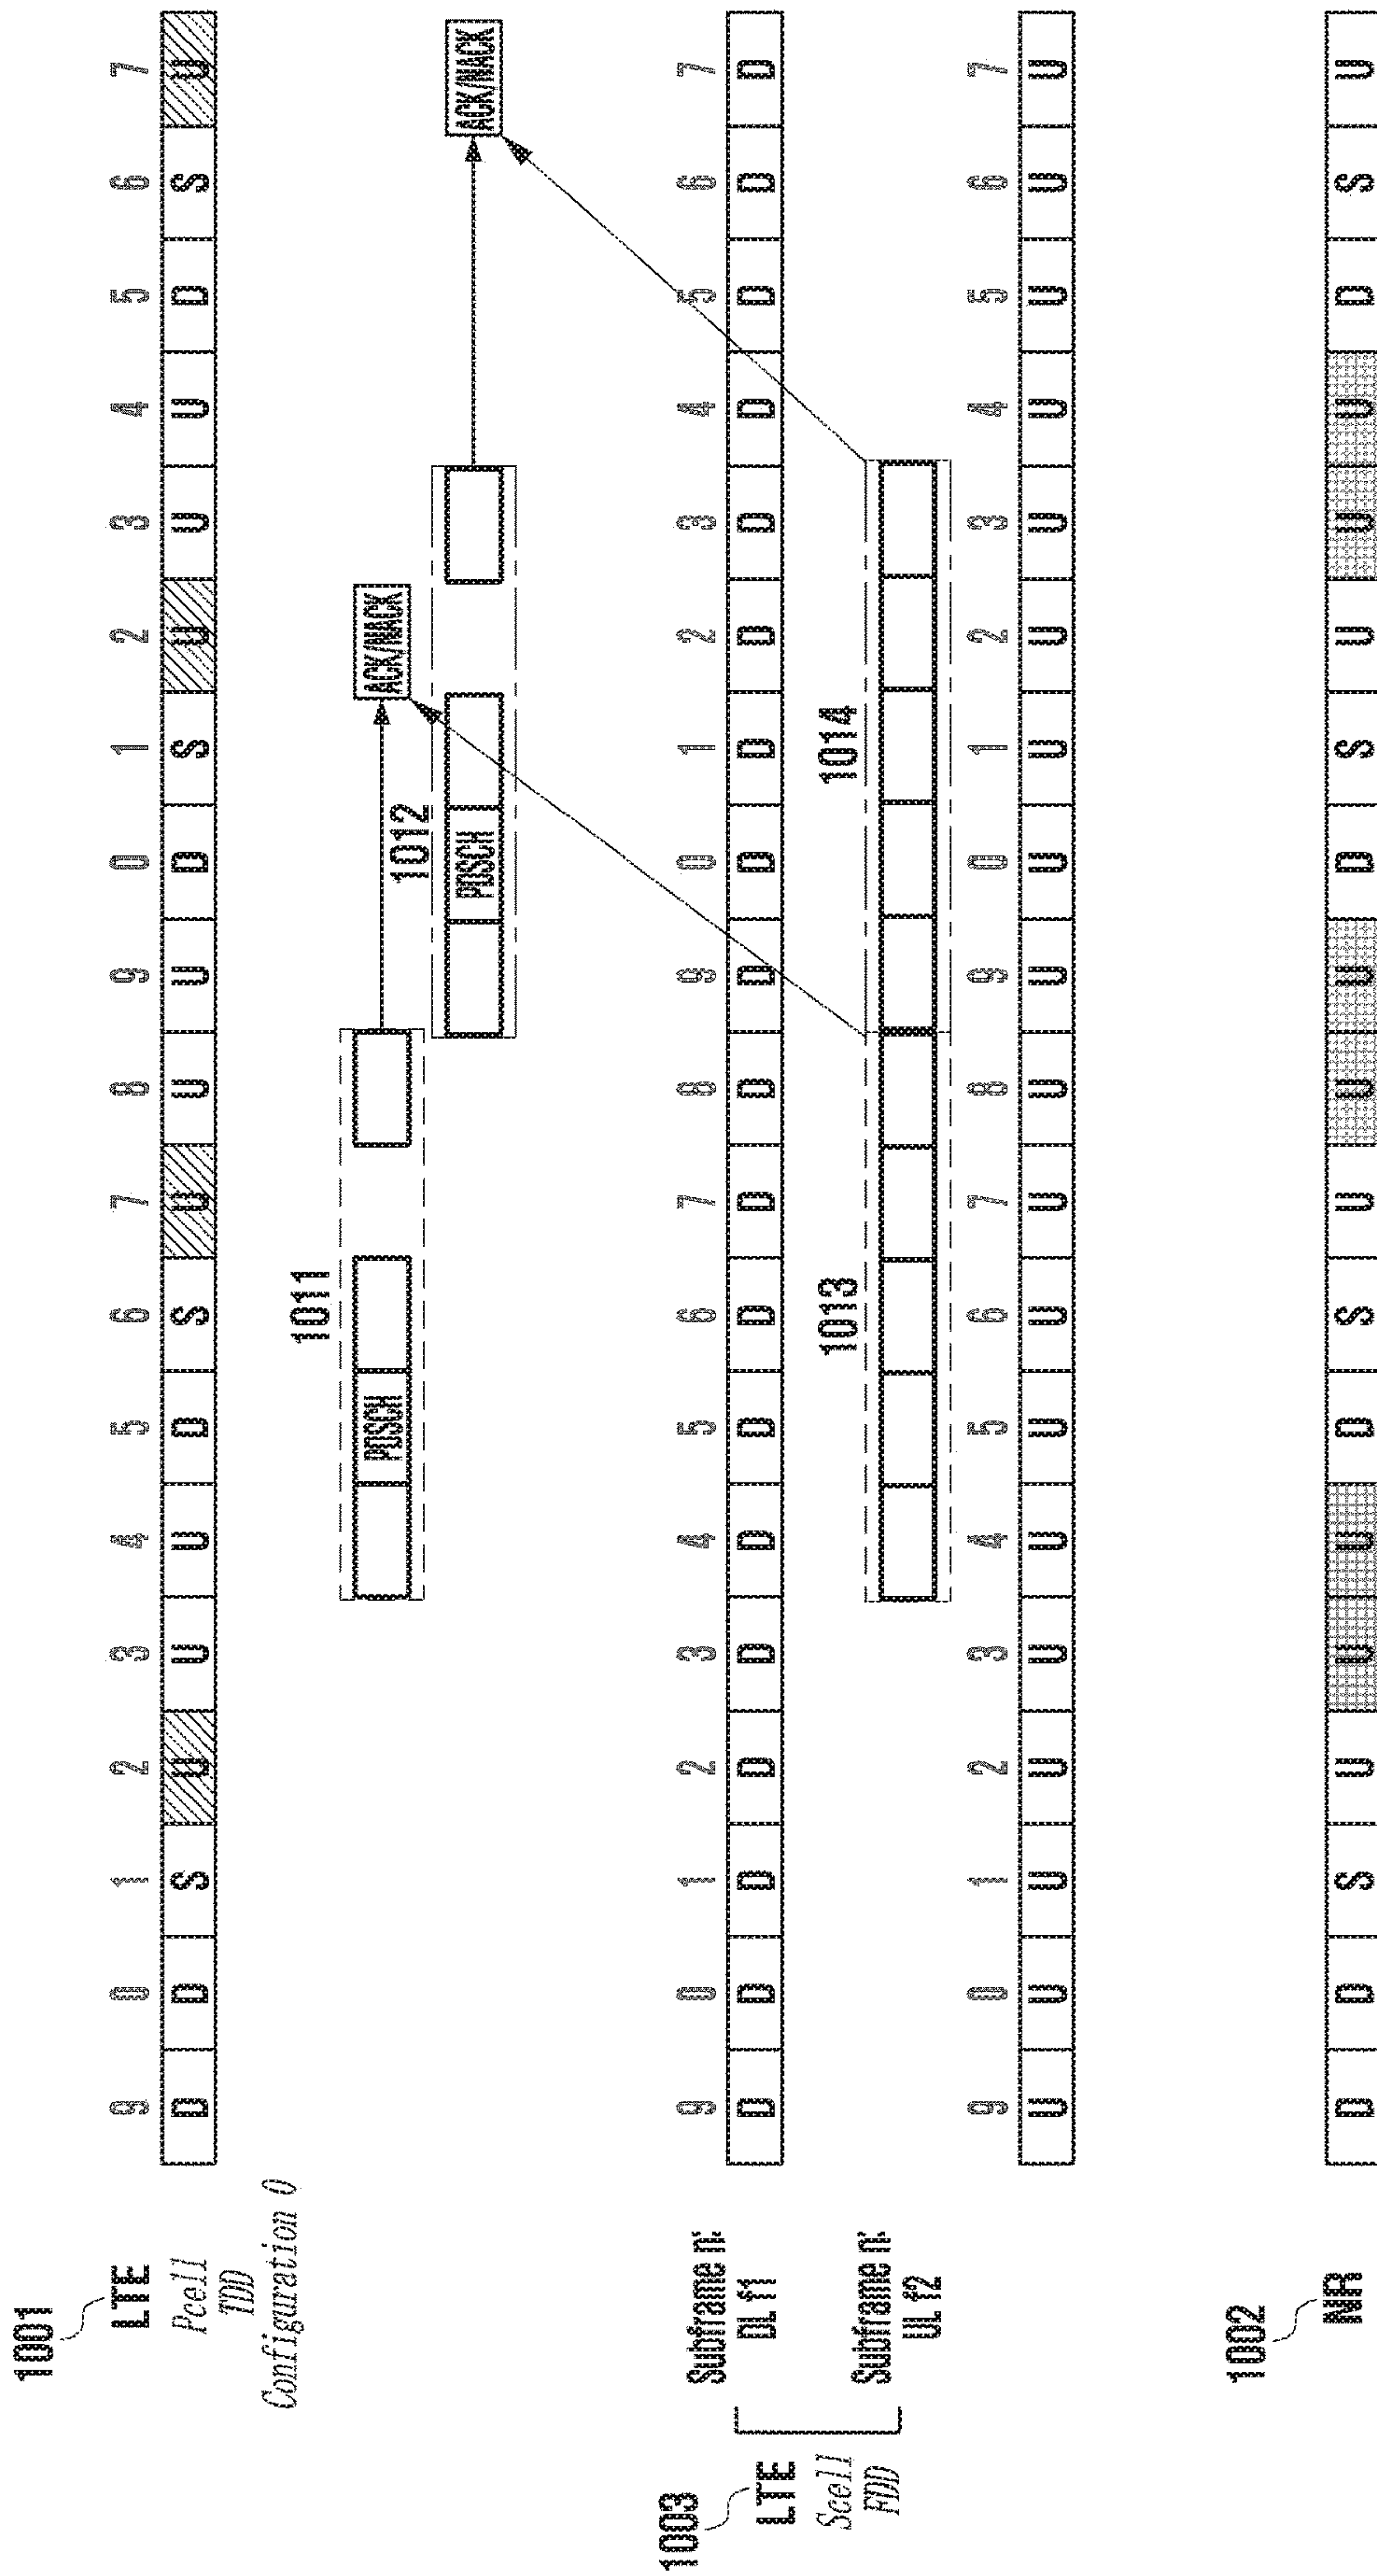 1001
LTE
Pcell
TDD
Configuration 0
9 0 1 2 3 4 5 6 7 8 9 0 1 2 3 4 5 6 7
D D S U U U D S U U U D S U U U D S U
1011
PDSCH
ACK/NACK
1012
PDSCH
ACK/NACK
1003
LTE
Scell
FDD
Subframe n:
DL f1
9 0 1 2 3 4 5 6 7 8 9 0 1 2 3 4 5 6 7
D D D D D D D D D D D D D D D D D D D
1013
1014
Subframe n:
UL f2
9 0 1 2 3 4 5 6 7 8 9 0 1 2 3 4 5 6 7
U U U U U U U U U U U U U U U U U U U
1002
NR
D D S U U U D S U U U D S U U U D S U